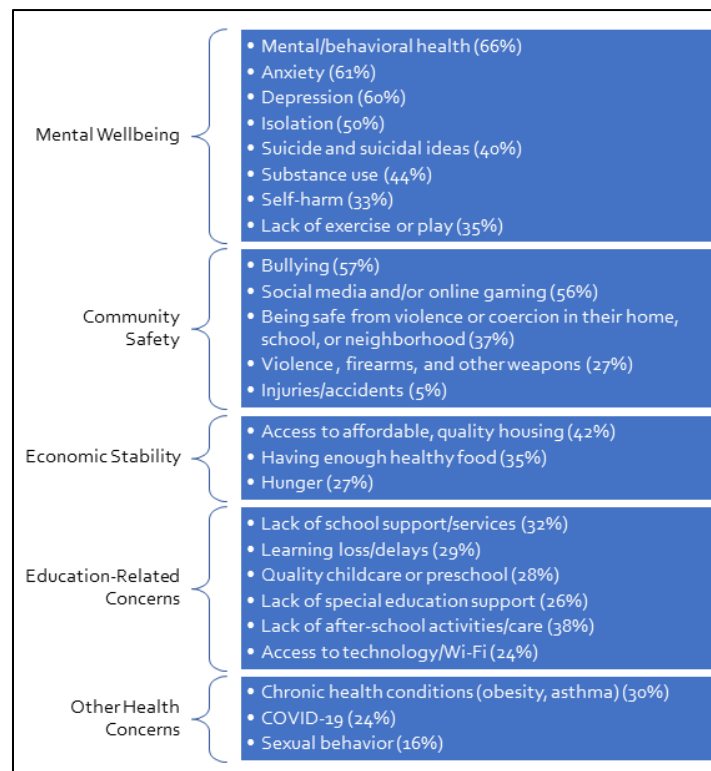 Mental Wellbeing
• Mental/behavioral health (66%)
• Anxiety (61%)
• Depression (60%)
• Isolation (50%)
• Suicide and suicidal ideas (40%)
• Substance use (44%)
• Self-harm (33%)
• Lack of exercise or play (35%)
Community
Safety
• Bullying (57%)
• Social media and/or online gaming (56%)
• Being safe from violence or coercion in their home,
school, or neighborhood (37%)
• Violence , firearms, and other weapons (27%)
• Injuries/accidents (5%)
Economic Stability
• Access to affordable, quality housing (42%)
• Having enough healthy food (35%)
• Hunger (27%)
Education-Related
Concerns
• Lack of school support/services (32%)
• Learning loss/delays (29%)
• Quality childcare or preschool (28%)
• Lack of special education support (26%)
• Lack of after-school activities/care (38%)
• Access to technology/Wi-Fi (24%)
Other Health
Concerns
• Chronic health conditions (obesity, asthma) (30%)
• COVID-19 (24%)
• Sexual behavior (16%)